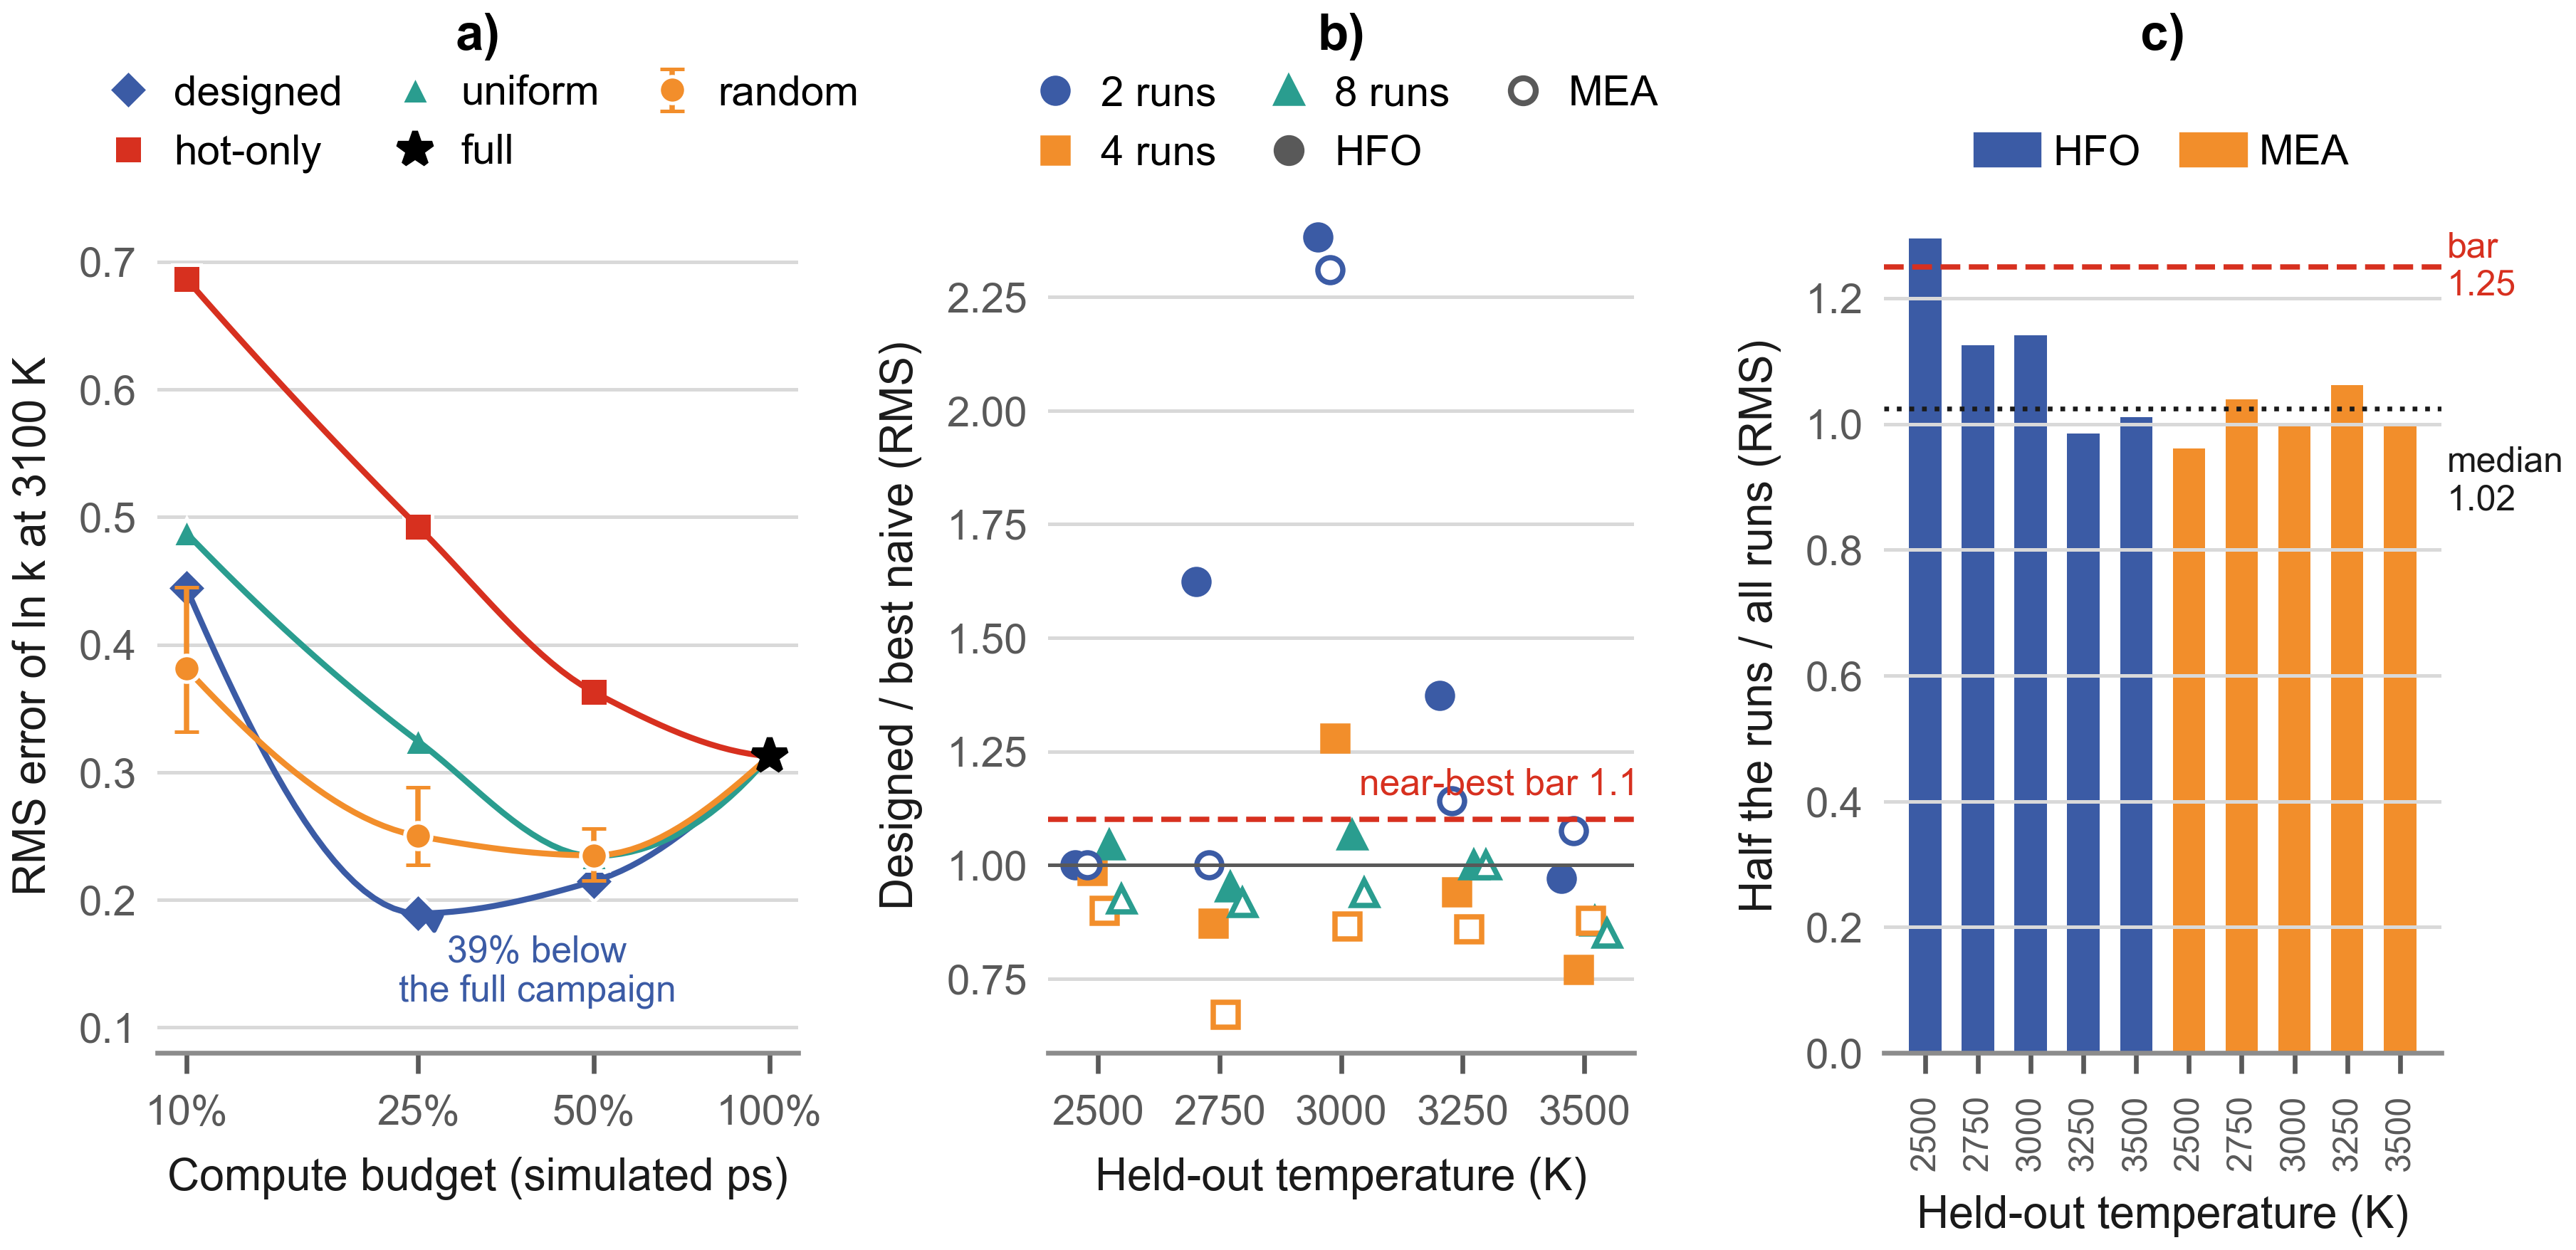 a)
designed
uniform
random
hot-only
full
RMS error of ln k at 3100 K
0.7
0.6
0.5
0.4
0.3
0.2
0.1
39% below
the full campaign
10%
25%
50%
100%
Compute budget (simulated ps)
b)
2 runs
8 runs
MEA
4 runs
HFO
Designed / best naive (RMS)
2.25
2.00
1.75
1.50
1.25
1.00
0.75
near-best bar 1.1
2500
2750
3000
3250
3500
Held-out temperature (K)
c)
HFO
MEA
Half the runs / all runs (RMS)
1.2
1.0
0.8
0.6
0.4
0.2
0.0
bar
1.25
median
1.02
2500
2750
3000
3250
3500
2500
2750
3000
3250
3500
Held-out temperature (K)